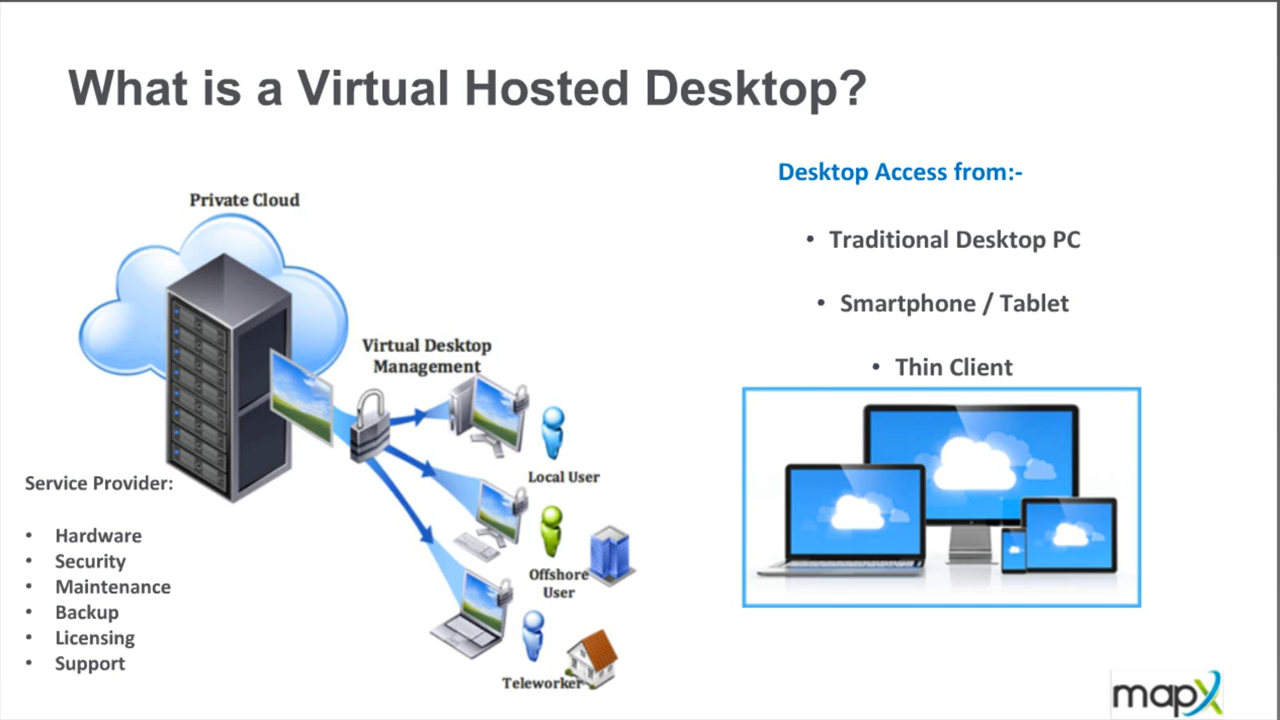 What is a Virtual Hosted Desktop?
Private Cloud
Virtual Desktop
Management
Local User
Offshore
User
Teleworker
Service Provider:
• Hardware
• Security
• Maintenance
• Backup
• Licensing
• Support
Desktop Access from:-
• Traditional Desktop PC
• Smartphone / Tablet
• Thin Client
mapx